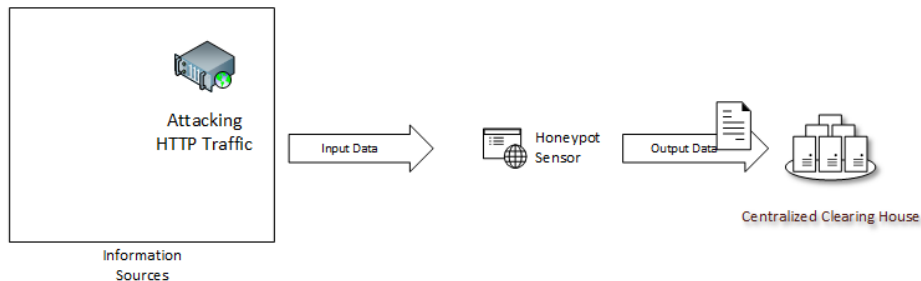 Attacking
HTTP Traffic
Input Data
Honeypot
Sensor
Output Data
Centralized Clearing House
Information
Sources